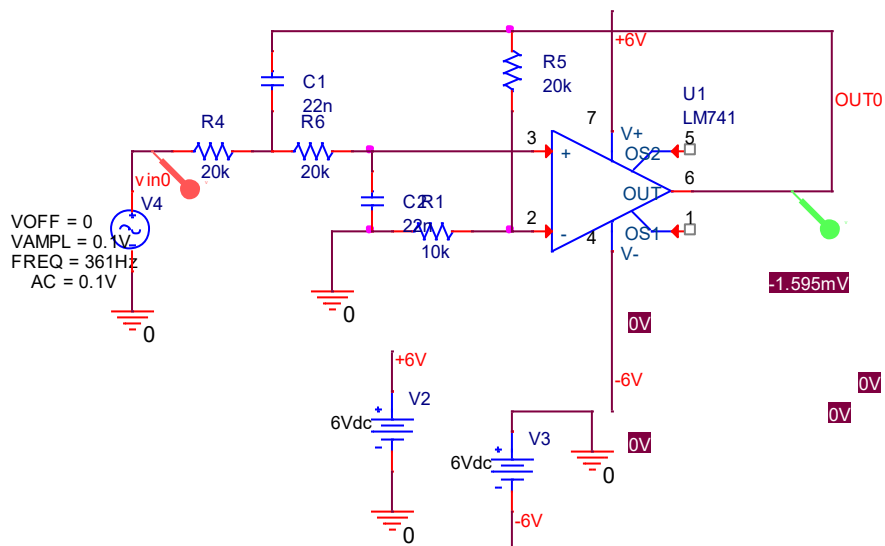 +6V
C1
22n
R5
20k
U1
LM741
OUT0
R4
20k
R6
20k
7
V+
5
OS2
3
+
6
OUT
vin0
V4
C2
22n
R1
10k
2
-
4
OS1
1
V-
VOFF = 0
VAMPL = 0.1V
FREQ = 361Hz
AC = 0.1V
+
-
0
0
-1.595mV
0V
+6V
-6V
0V
0V
V2
6Vdc
+
-
V3
6Vdc
+
-
0V
0
0
-6V